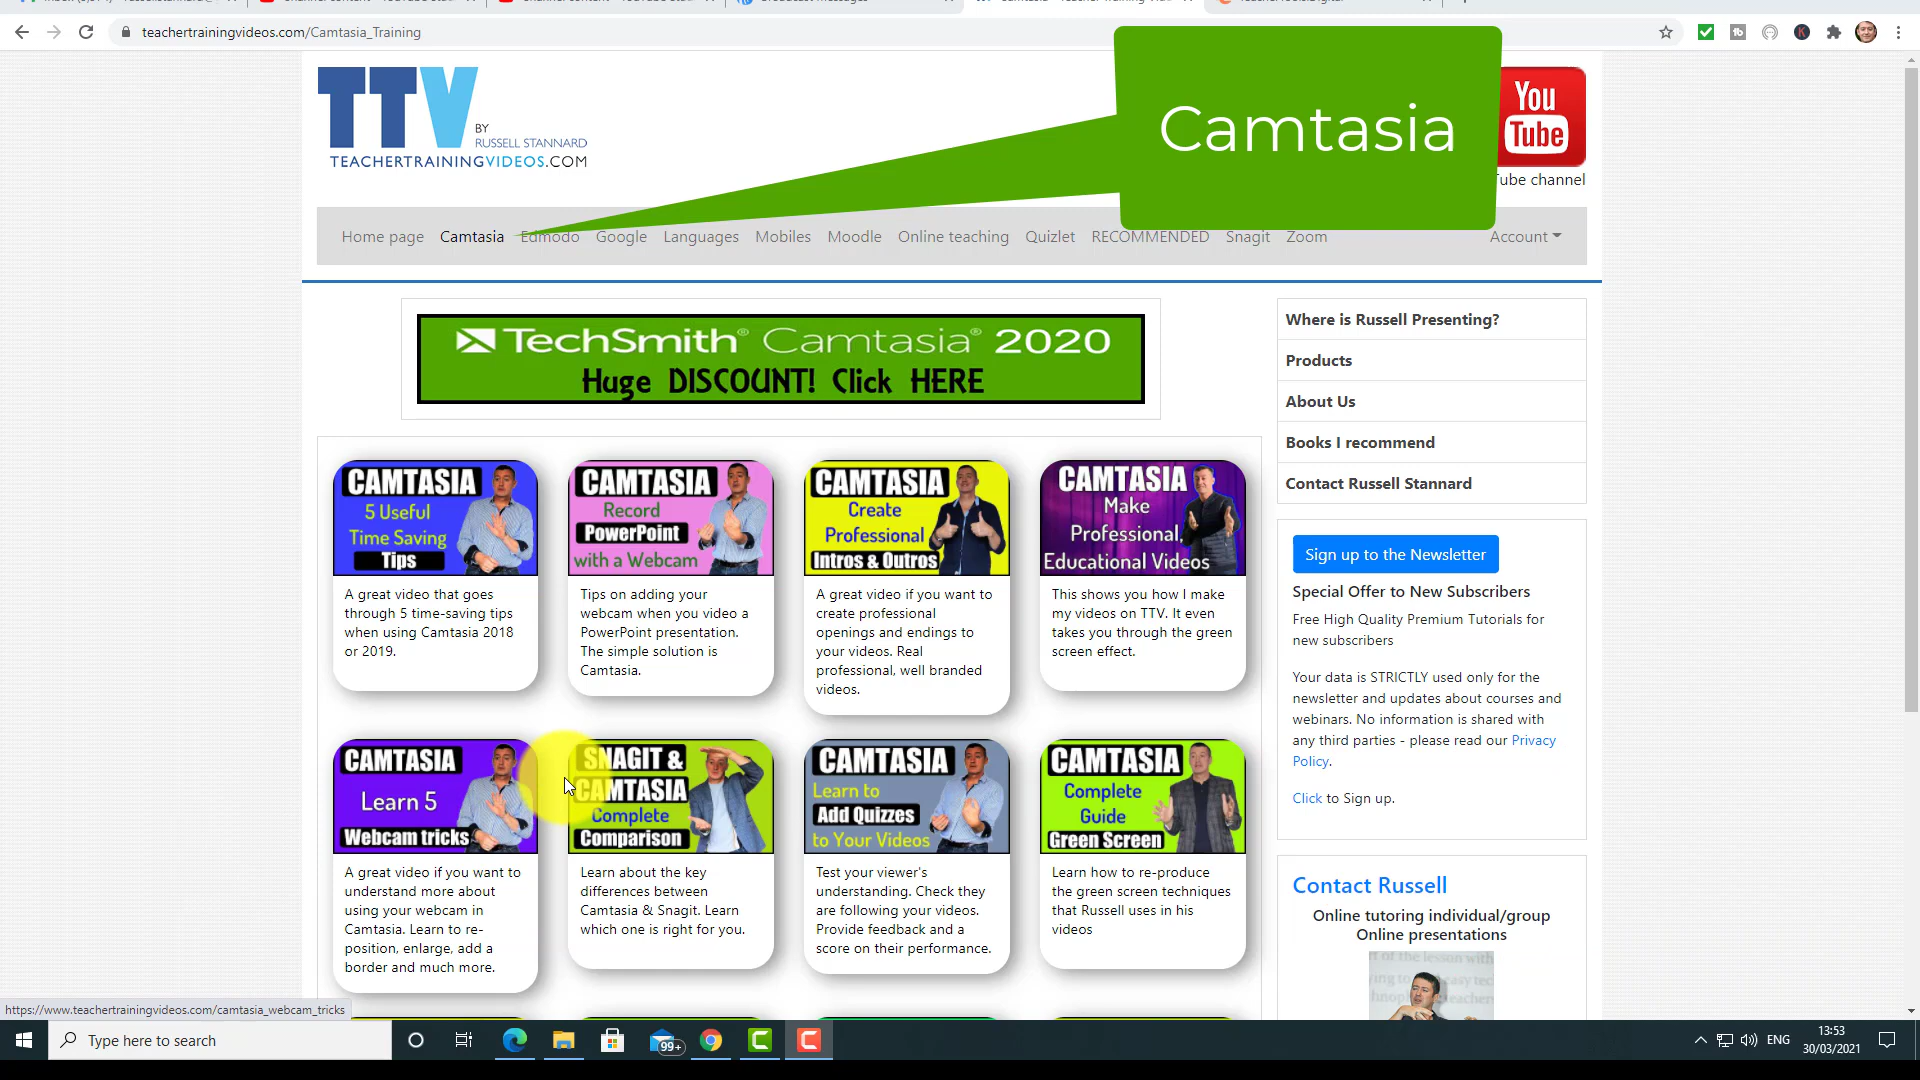 teachertrainingvideos.com/Camtasia_Training
TTV
BY
RUSSELL STANNARD
TEACHERTRAININGVIDEOS.COM
Camtasia
You
Tube
Tube channel
Home page Camtasia Edmodo Google Languages Mobiles Moodle Online teaching Quizlet RECOMMENDED Snagit Zoom Account
TechSmith® Camtasia® 2020
Huge DISCOUNT! Click HERE
Where is Russell Presenting?
Products
About Us
Books I recommend
Contact Russell Stannard
CAMTASIA
5 Useful
Time Saving
Tips
A great video that goes
through 5 time-saving tips
when using Camtasia 2018
or 2019.
CAMTASIA
Record
PowerPoint
with a Webcam
Tips on adding your
webcam when you video a
PowerPoint presentation.
The simple solution is
Camtasia.
CAMTASIA
Create
Professional
Intros & Outros
A great video if you want to
create professional
openings and endings to
your videos. Real
professional, well branded
videos.
CAMTASIA
Make
Professional,
Educational Videos
This shows you how I make
my videos on TTV. It even
takes you through the green
screen effect.
Sign up to the Newsletter
Special Offer to New Subscribers
Free High Quality Premium Tutorials for
new subscribers
Your data is STRICTLY used only for the
newsletter and updates about courses and
webinars. No information is shared with
any third parties - please read our Privacy
Policy.
Click to Sign up.
CAMTASIA
Learn 5
Webcam tricks
A great video if you want to
understand more about
using your webcam in
Camtasia. Learn to re-
position, enlarge, add a
border and much more.
SNAGIT &
CAMTASIA
Complete
Comparison
Learn about the key
differences between
Camtasia & Snagit. Learn
which one is right for you.
CAMTASIA
Learn to
Add Quizzes
to Your Videos
Test your viewer's
understanding. Check they
are following your videos.
Provide feedback and a
score on their performance.
CAMTASIA
Complete
Guide
Green Screen
Learn how to re-produce
the green screen techniques
that Russell uses in his
videos
Contact Russell
Online tutoring individual/group
Online presentations
https://www.teachertrainingvideos.com/camtasia_webcam_tricks
Type here to search
99+
ENG
13:53
30/03/2021